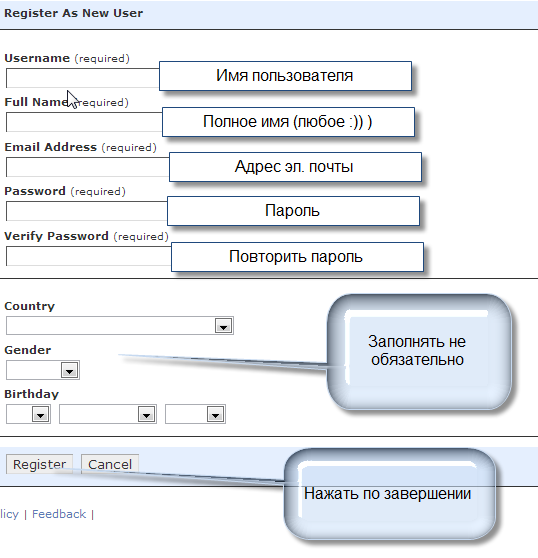 Register As New User
Username (required)
Имя пользователя
Full Name (required)
Полное имя (любое :)) )
Email Address (required)
Адрес эл. почты
Password (required)
Пароль
Verify Password (required)
Повторить пароль
Country
Заполнять не
обязательно
Gender
Birthday
Register Cancel
Нажать по завершении
licy | Feedback |